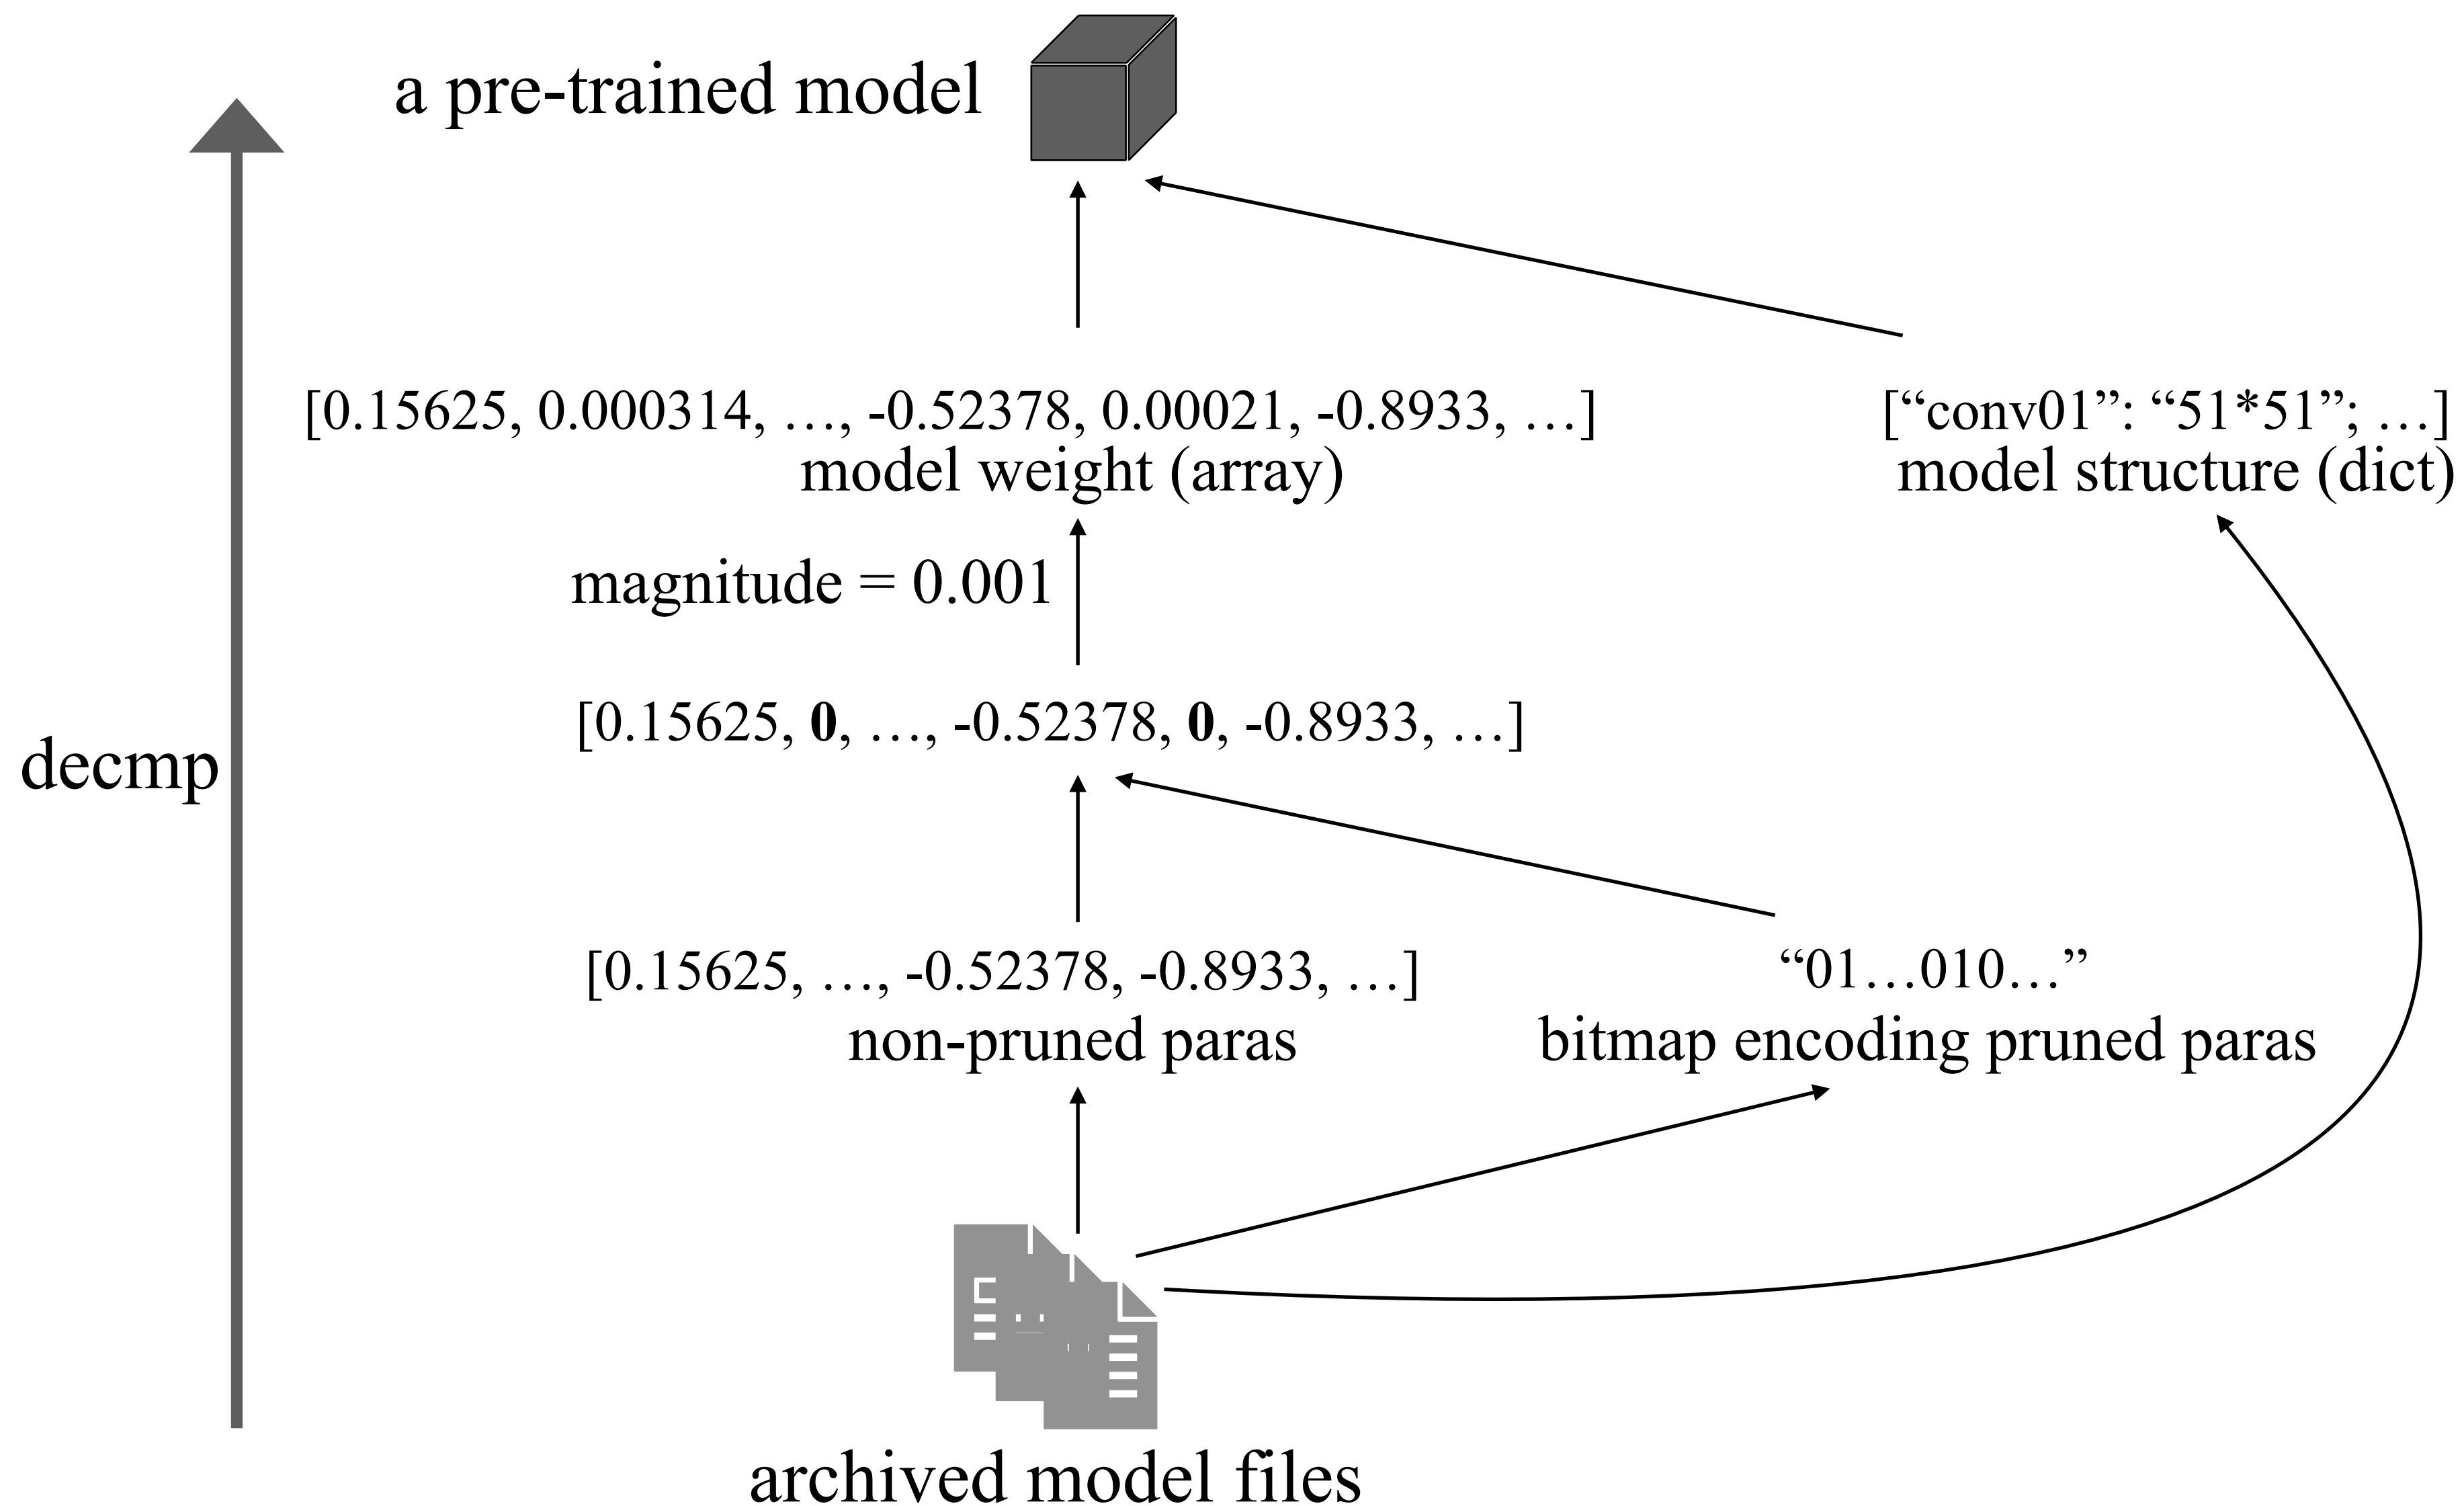 a pre-trained model
[0.15625, 0.000314, …, -0.52378, 0.00021, -0.8933, …]
model weight (array)
[“conv01”: “51*51”; …]
model structure (dict)
magnitude = 0.001
[0.15625, 0, …, -0.52378, 0, -0.8933, …]
decmp
[0.15625, …, -0.52378, -0.8933, …]
non-pruned paras
“01…010…”
bitmap encoding pruned paras
archived model files